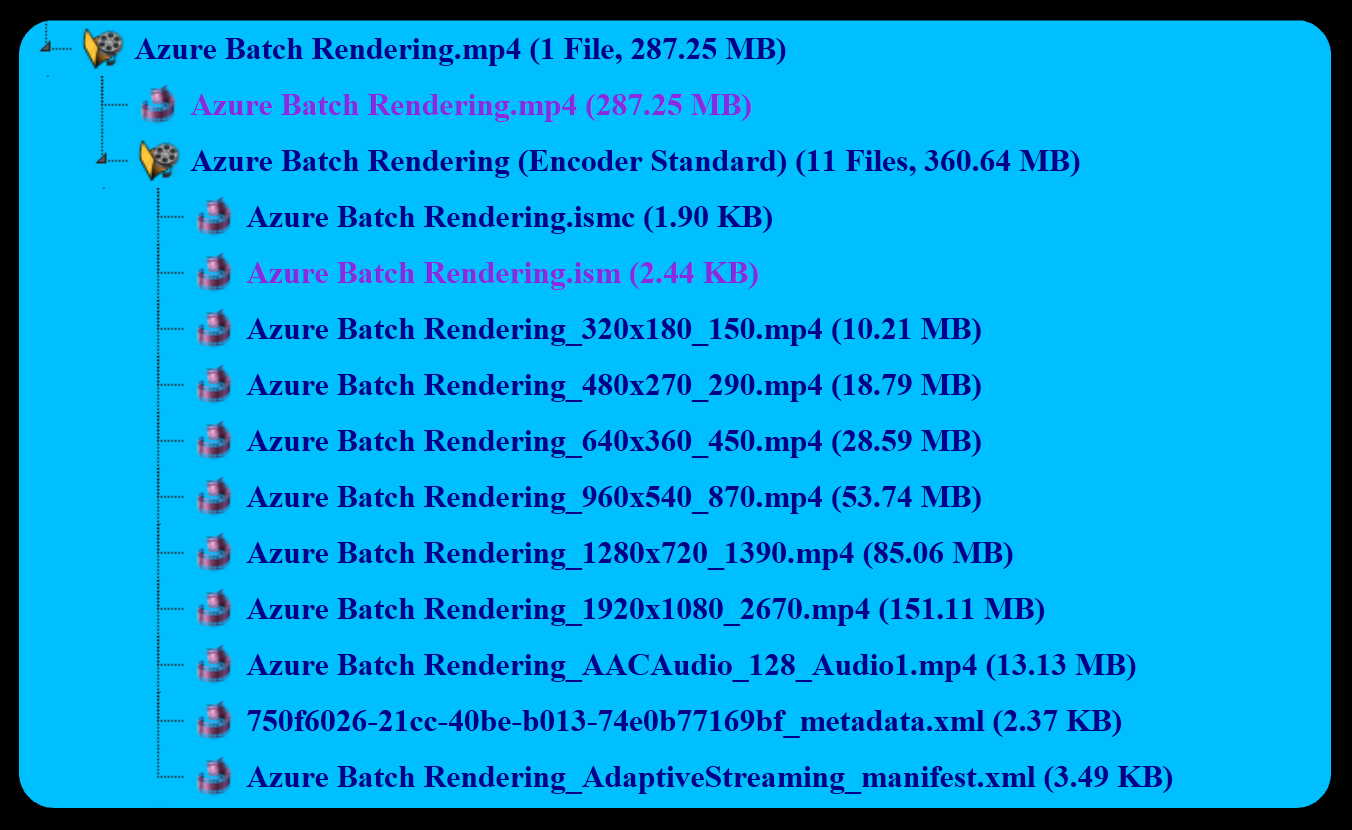 Azure Batch Rendering.mp4 (1 File, 287.25 MB)
Azure Batch Rendering.mp4 (287.25 MB)
Azure Batch Rendering (Encoder Standard) (11 Files, 360.64 MB)
Azure Batch Rendering.ismc (1.90 KB)
Azure Batch Rendering.ism (2.44 KB)
Azure Batch Rendering_320x180_150.mp4 (10.21 MB)
Azure Batch Rendering_480x270_290.mp4 (18.79 MB)
Azure Batch Rendering_640x360_450.mp4 (28.59 MB)
Azure Batch Rendering_960x540_870.mp4 (53.74 MB)
Azure Batch Rendering_1280x720_1390.mp4 (85.06 MB)
Azure Batch Rendering_1920x1080_2670.mp4 (151.11 MB)
Azure Batch Rendering_AACAudio_128_Audio1.mp4 (13.13 MB)
750f6026-21cc-40be-b013-74e0b77169bf_metadata.xml (2.37 KB)
Azure Batch Rendering_AdaptiveStreaming_manifest.xml (3.49 KB)